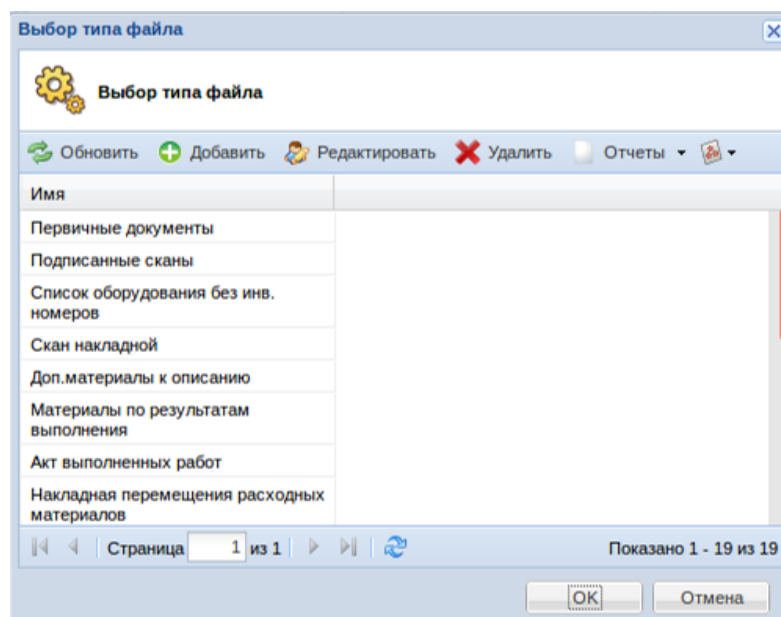 Выбор типа файла
Выбор типа файла
Обновить Добавить Редактировать Удалить Отчеты
Имя
Первичные документы
Подписанные сканы
Список оборудования без инв.
номеров
Скан накладной
Доп.материалы к описанию
Материалы по результатам
выполнения
Акт выполненных работ
Накладная перемещения расходных
материалов
Страница 1 из 1 Показано 1 - 19 из 19
OK Отмена